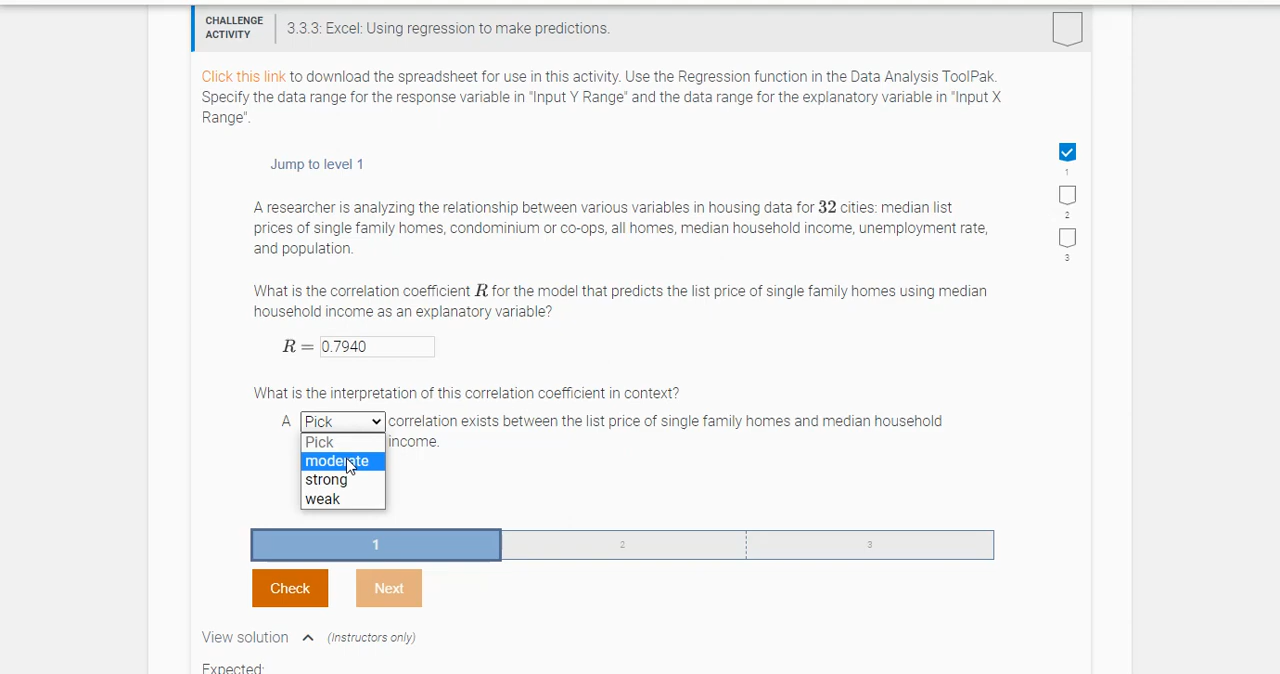 CHALLENGE
ACTIVITY
3.3.3: Excel: Using regression to make predictions.
Click this link to download the spreadsheet for use in this activity. Use the Regression function in the Data Analysis ToolPak.
Specify the data range for the response variable in "Input Y Range" and the data range for the explanatory variable in "Input X
Range".
Jump to level 1
1
2
3
A researcher is analyzing the relationship between various variables in housing data for 32 cities: median list
prices of single family homes, condominium or co-ops, all homes, median household income, unemployment rate,
and population.
What is the correlation coefficient R for the model that predicts the list price of single family homes using median
household income as an explanatory variable?
R = 0.7940
What is the interpretation of this correlation coefficient in context?
A Pick correlation exists between the list price of single family homes and median household
income.
Pick
moderate
strong
weak
1 2 3
Check Next
View solution (Instructors only)
Expected: